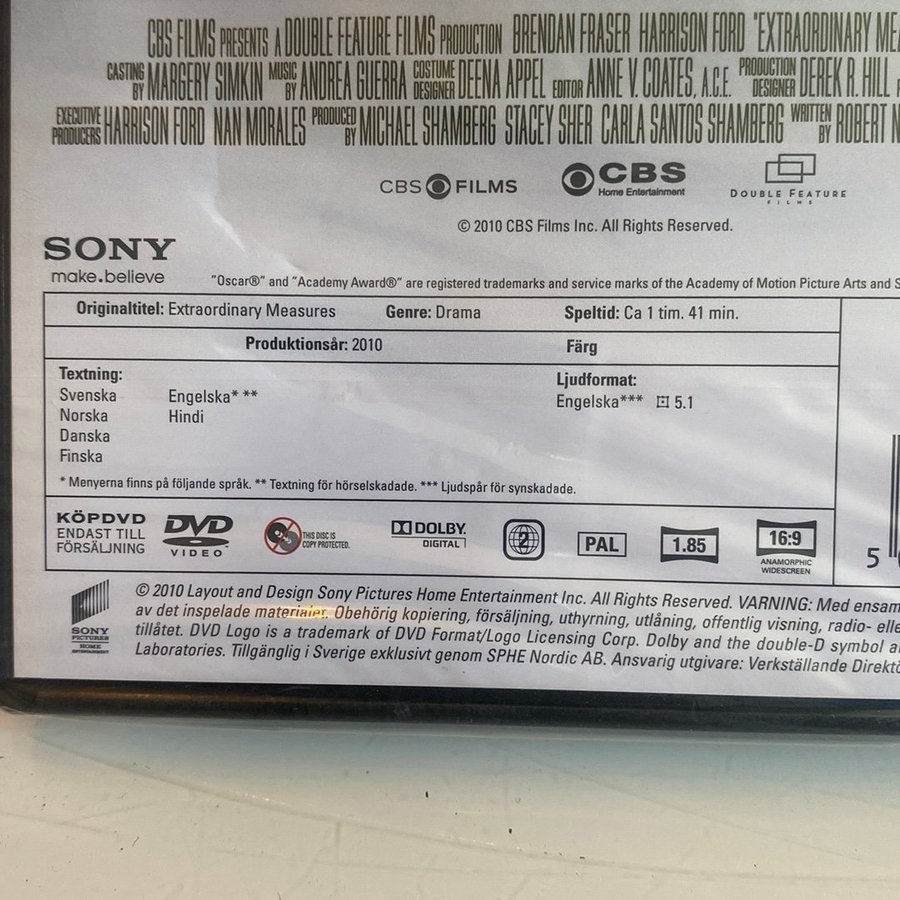 CBS FILMS PRESENTS A DOUBLE FEATURE FILMS PRODUCTION BRENDAN FRASER HARRISON FORD "EXTRAORDINARY
CASTING BY MARGERY SIMKIN MUSIC BY ANDREA GUERRA COSTUME DESIGNER DEENA APPEL EDITOR ANNE V. COATES, A.C.E. PRODUCTION DESIGNER DEREK R. HILL
EXECUTIVE PRODUCERS HARRISON FORD NAN MORALES PRODUCED BY MICHAEL SHAMBERG STACEY SHER CARLA SANTOS SHAMBERG WRITTEN BY ROBERT
CBS FILMS CBS Home Entertainment DOUBLE FEATURE FILMS
© 2010 CBS Films Inc. All Rights Reserved.
SONY
make.believe
"Oscar®" and "Academy Award®" are registered trademarks and service marks of the Academy of Motion Picture Arts and
Originaltitel: Extraordinary Measures Genre: Drama Speltid: Ca 1 tim. 41 min.
Produktionsår: 2010 Färg
Textning: Ljudformat:
Svenska Engelska* ** Engelska*** 5.1
Norska Hindi
Danska
Finska
* Menyerna finns på följande språk. ** Textning för hörselskadade. *** Ljudspår för synskadade.
KÖPDVD
ENDAST TILL
FÖRSÄLJNING
DVD
VIDEO
THIS DISC IS
COPY PROTECTED.
DOLBY.
DIGITAL
2
PAL
1.85
16:9
ANAMORPHIC
WIDESCREEN
5
SONY
PICTURES
HOME
ENTERTAINMENT
© 2010 Layout and Design Sony Pictures Home Entertainment Inc. All Rights Reserved. VARNING: Med ensam
av det inspelade materialet. Obehörig kopiering, försäljning, uthyrning, utlåning, offentlig visning, radio- elle
tillåtet. DVD Logo is a trademark of DVD Format/Logo Licensing Corp. Dolby and the double-D symbol
Laboratories. Tillgänglig i Sverige exklusivt genom SPHE Nordic AB. Ansvarig utgivare: Verkställande Direktö